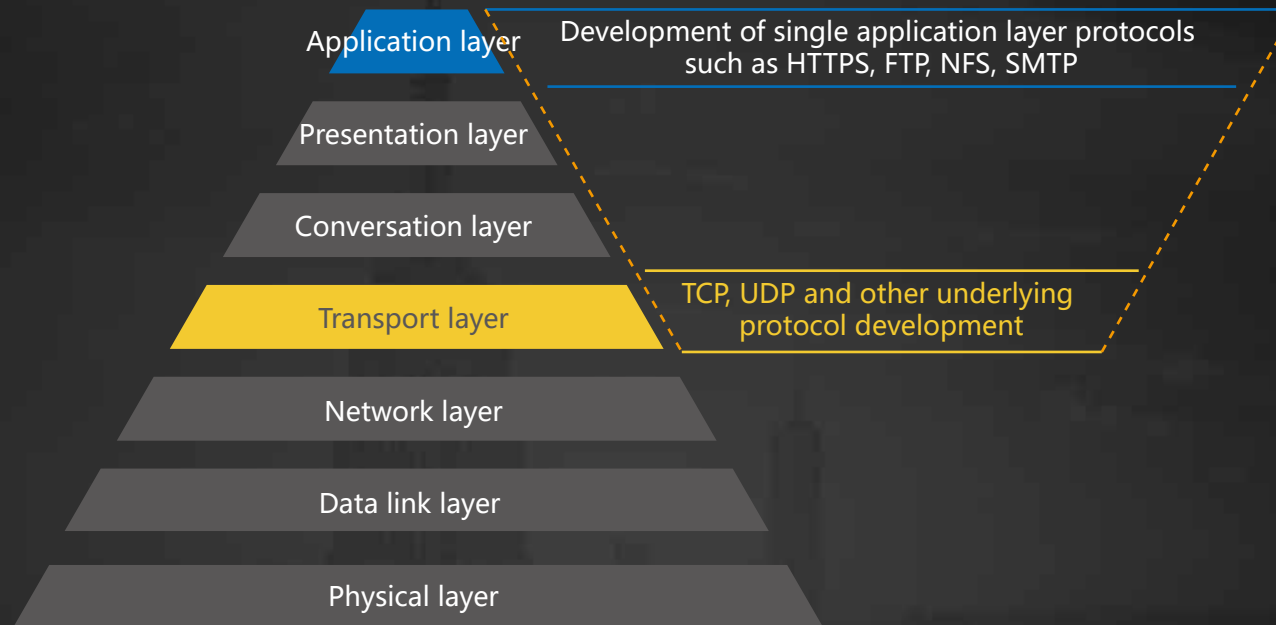 Application layer
Development of single application layer protocols
such as HTTPS, FTP, NFS, SMTP
Presentation layer
Conversation layer
Transport layer
TCP, UDP and other underlying
protocol development
Network layer
Data link layer
Physical layer